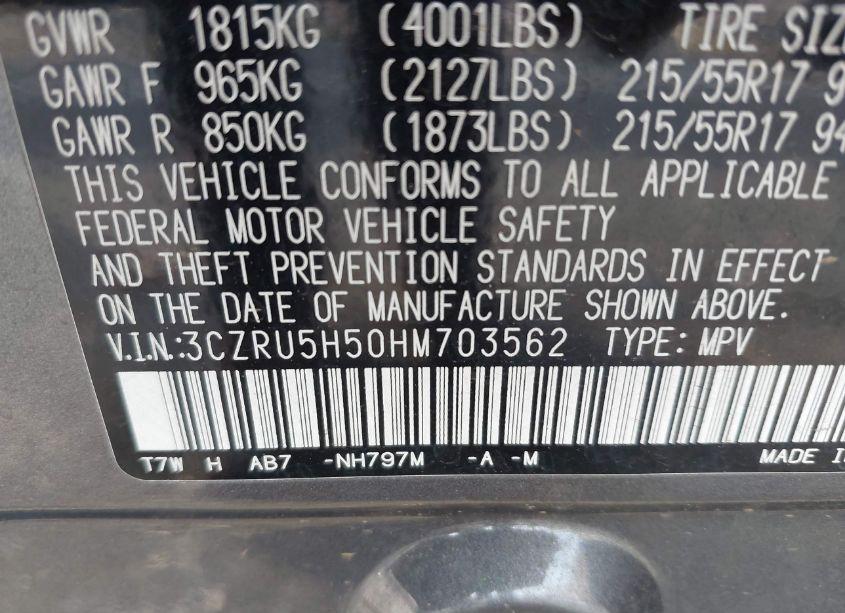 GVWR 1815KG (4001LBS) TIRE SIZE
GAWR F 965KG (2127LBS) 215/55R17 9
GAWR R 850KG (1873LBS) 215/55R17 94
THIS VEHICLE CONFORMS TO ALL APPLICABLE
FEDERAL MOTOR VEHICLE SAFETY
AND THEFT PREVENTION STANDARDS IN EFFECT
ON THE DATE OF MANUFACTURE SHOWN ABOVE.
V.I.N.:3CZRU5H50HM703562 TYPE: MPV
T7W H AB7 -NH797M -A -M MADE I